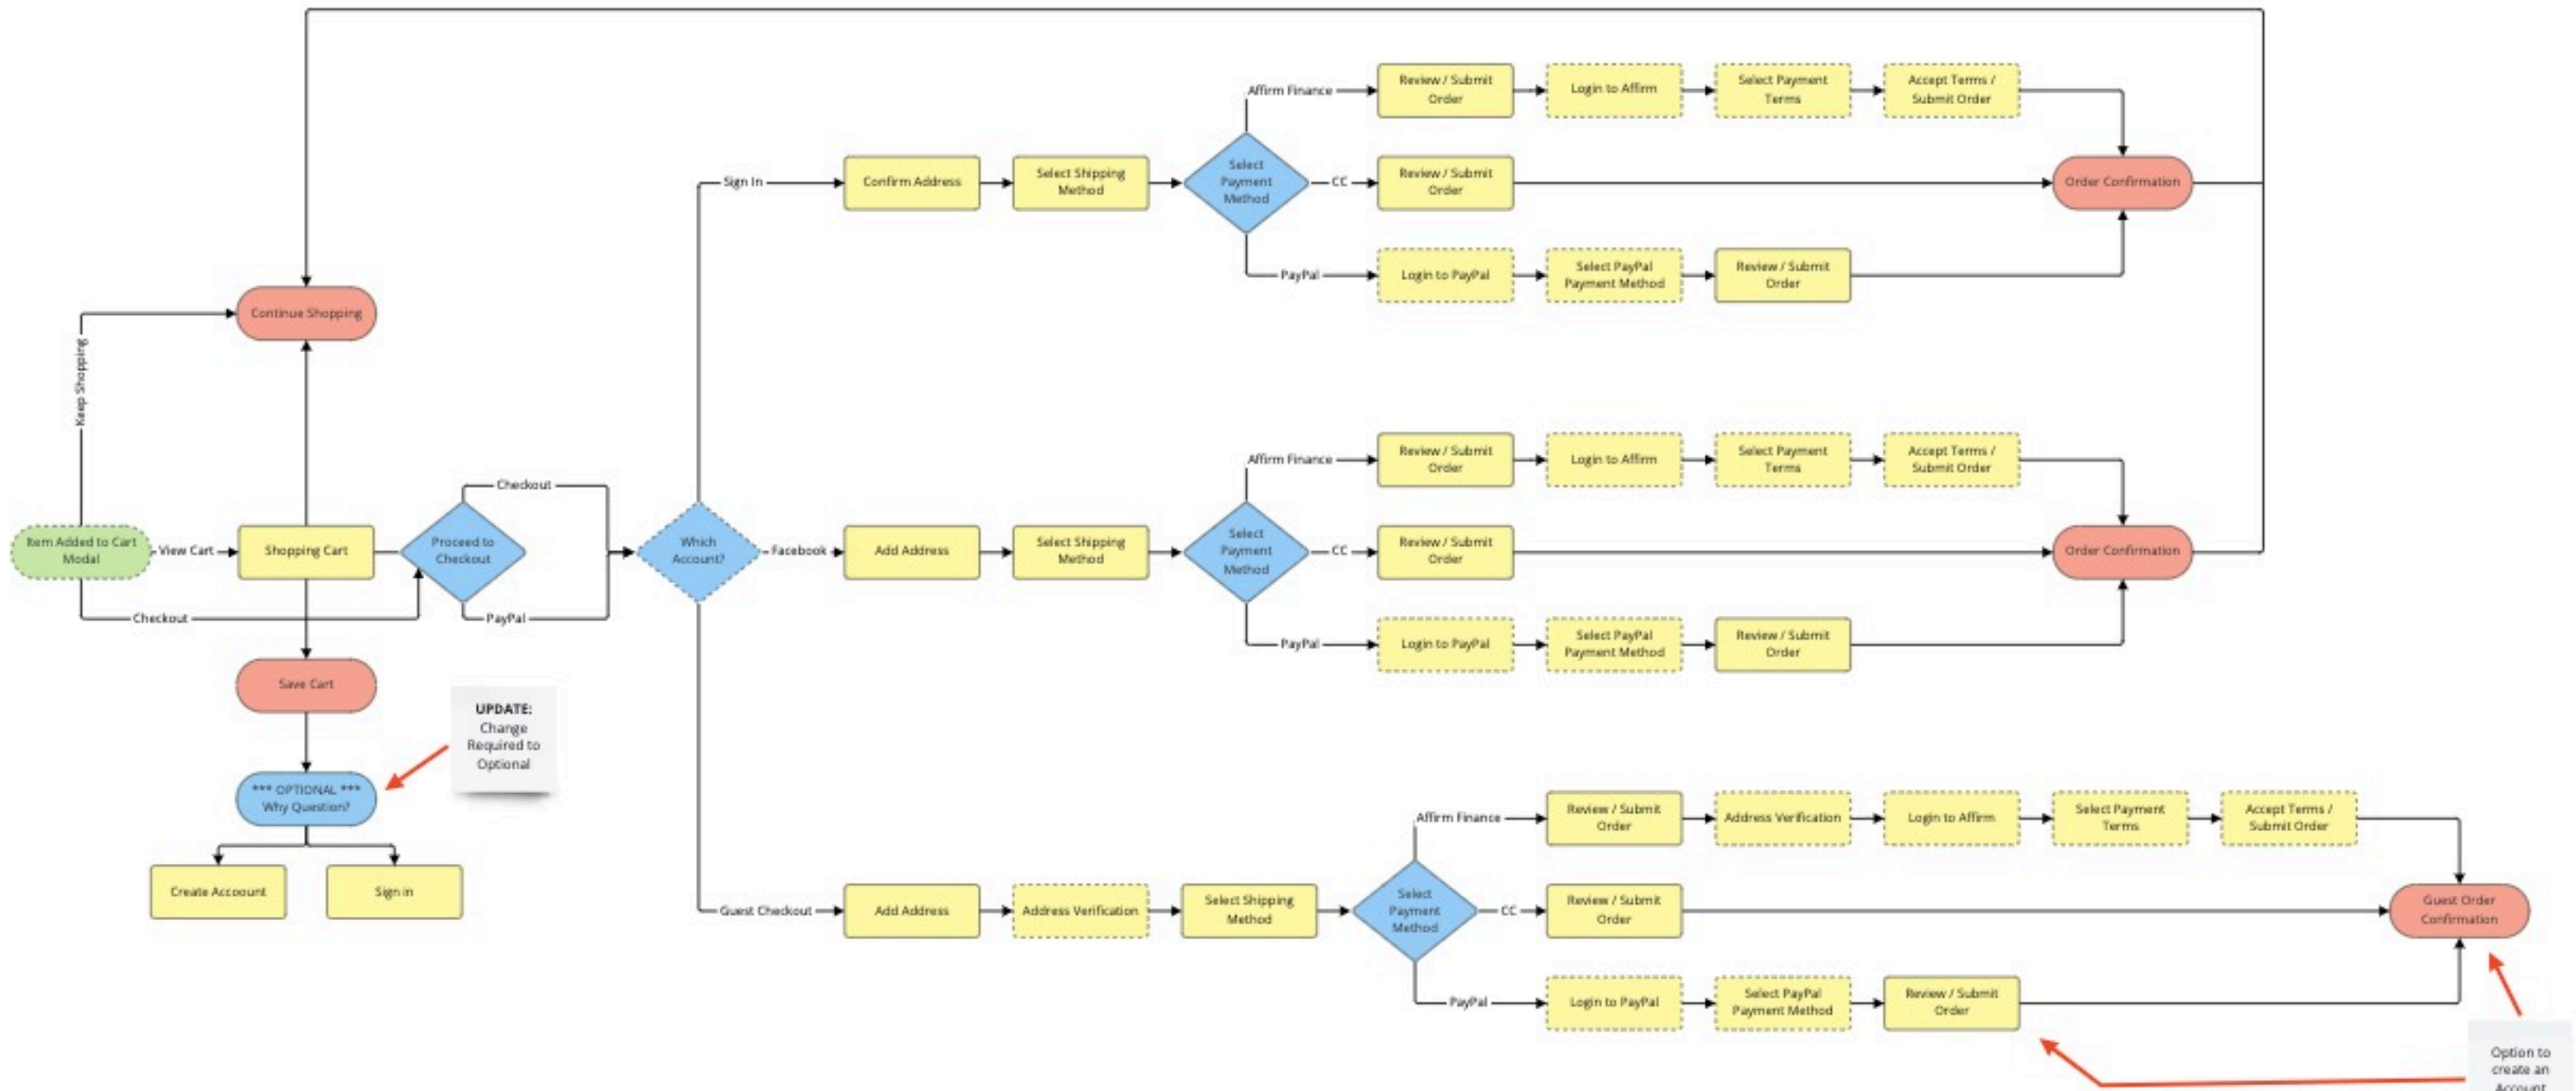 Affirm Finance
Review / Submit
Order
Login to Affirm
Select Payment
Terms
Accept Terms /
Submit Order
Sign In
Confirm Address
Select Shipping
Method
Select
Payment
Method
CC
Review / Submit
Order
Order Confirmation
PayPal
Login to PayPal
Select PayPal
Payment Method
Review / Submit
Order
Continue Shopping
Keep Shopping
Item Added to Cart
Modal
View Cart
Shopping Cart
Checkout
Proceed to
Checkout
Checkout
PayPal
Which
Account?
Facebook
Add Address
Select Shipping
Method
Select
Payment
Method
Affirm Finance
Review / Submit
Order
Login to Affirm
Select Payment
Terms
Accept Terms /
Submit Order
CC
Review / Submit
Order
Order Confirmation
PayPal
Login to PayPal
Select PayPal
Payment Method
Review / Submit
Order
Save Cart
UPDATE:
Change
Required to
Optional
*** OPTIONAL ***
Why Question?
Create Accoount
Sign in
Guest Checkout
Add Address
Address Verification
Select Shipping
Method
Select
Payment
Method
Affirm Finance
Review / Submit
Order
Address Verification
Login to Affirm
Select Payment
Terms
Accept Terms /
Submit Order
CC
Review / Submit
Order
Guest Order
Confirmation
PayPal
Login to PayPal
Select PayPal
Payment Method
Review / Submit
Order
Option to
create an
Account